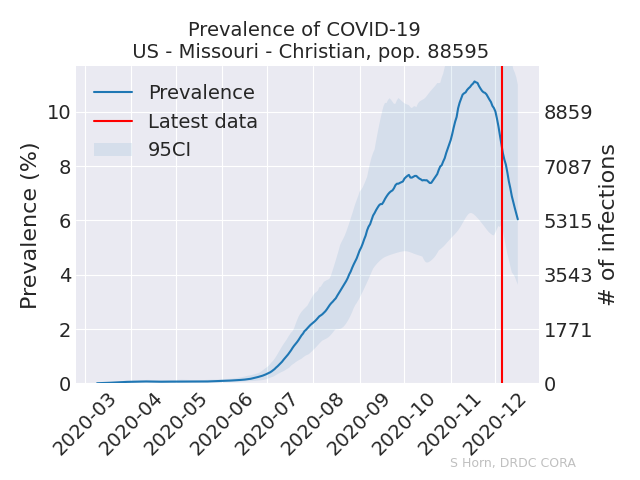 Prevalence of COVID-19
US - Missouri - Christian, pop. 88595
Prevalence
Latest data
95CI
Prevalence (%)
10
8
6
4
2
0
8859
7087
5315
3543
1771
0
# of infections
2020-03
2020-04
2020-05
2020-06
2020-07
2020-08
2020-09
2020-10
2020-11
2020-12
S Horn, DRDC CORA